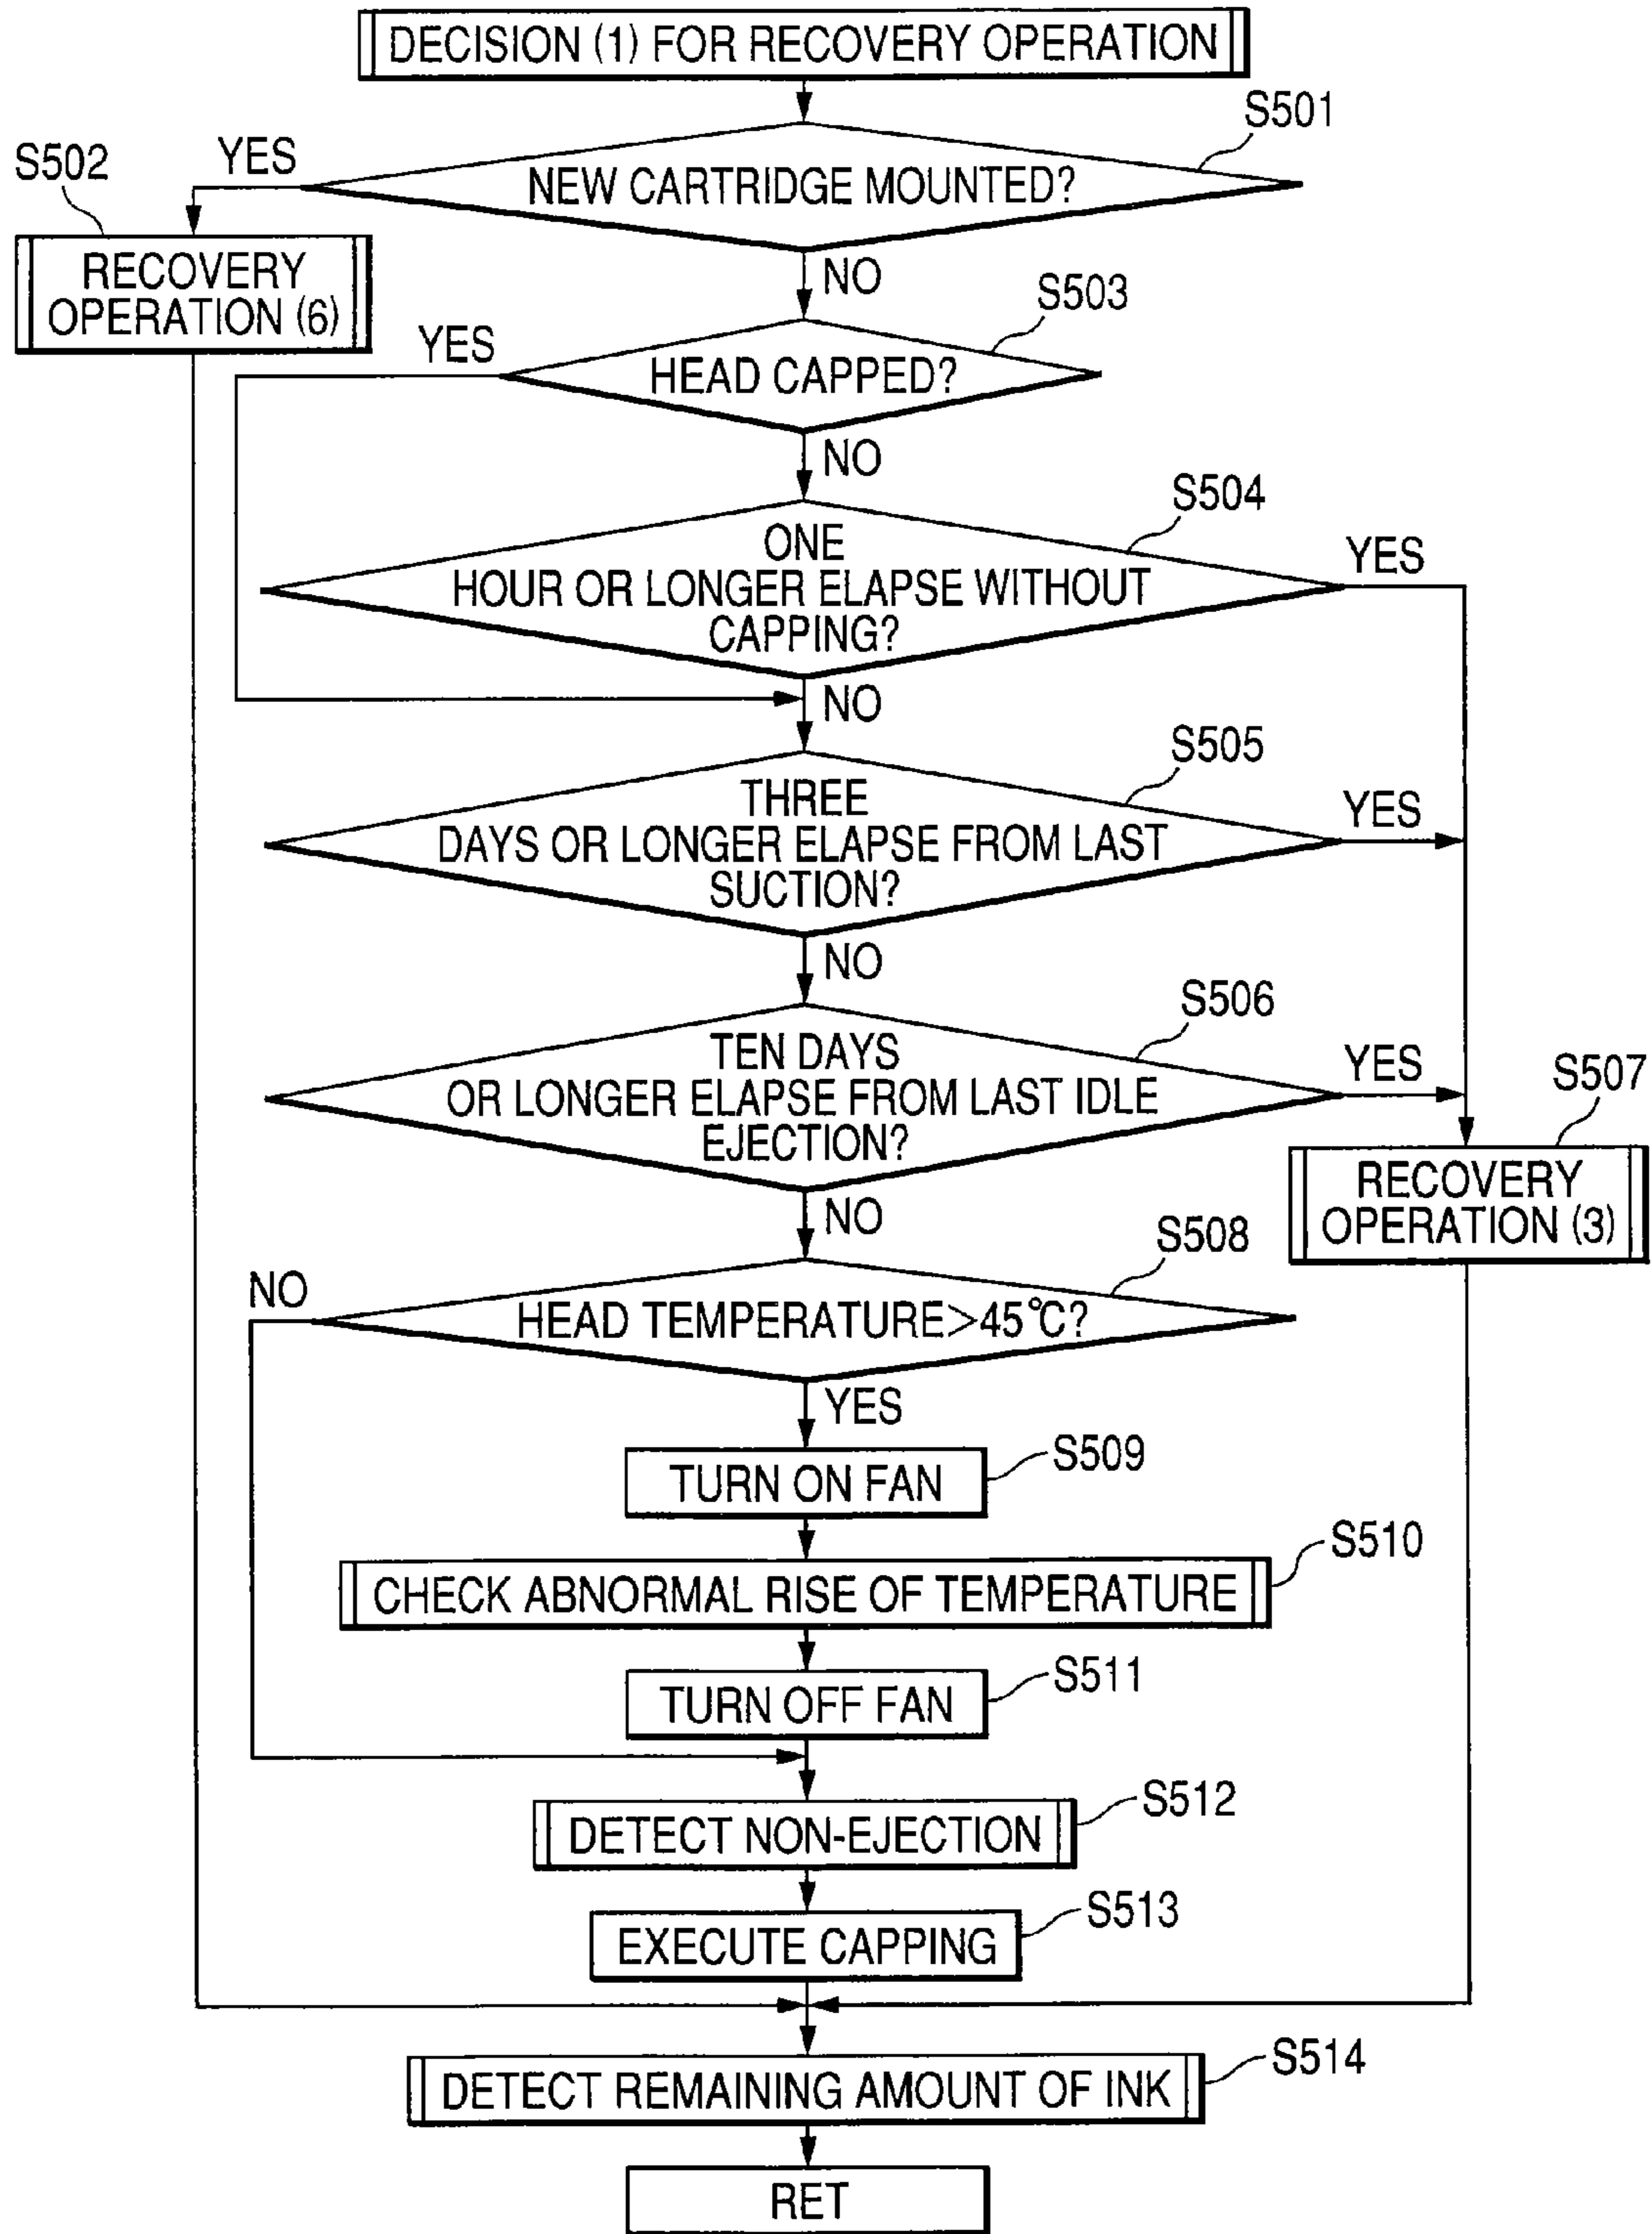 DECISION (1) FOR RECOVERY OPERATION
S501
YES
S502
NEW CARTRIDGE MOUNTED?
RECOVERY
OPERATION (6)
NO
S503
YES
HEAD CAPPED?
NO
S504
ONE
HOUR OR LONGER ELAPSE WITHOUT
CAPPING?
YES
NO
S505
THREE
DAYS OR LONGER ELAPSE FROM LAST
SUCTION?
YES
NO
S506
TEN DAYS
OR LONGER ELAPSE FROM LAST IDLE
EJECTION?
YES
S507
RECOVERY
OPERATION (3)
NO
S508
NO
HEAD TEMPERATURE>45°C?
YES
S509
TURN ON FAN
S510
CHECK ABNORMAL RISE OF TEMPERATURE
S511
TURN OFF FAN
S512
DETECT NON-EJECTION
S513
EXECUTE CAPPING
S514
DETECT REMAINING AMOUNT OF INK
RET